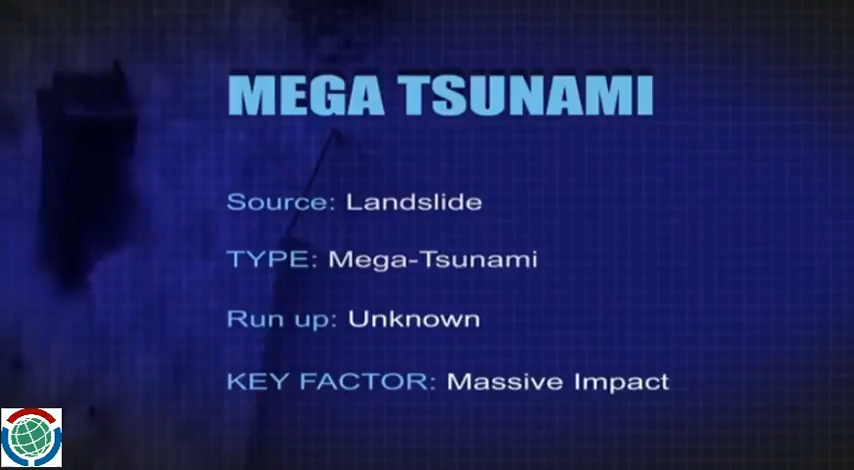 MEGA TSUNAMI
Source: Landslide
TYPE: Mega-Tsunami
Run up: Unknown
KEY FACTOR: Massive Impact